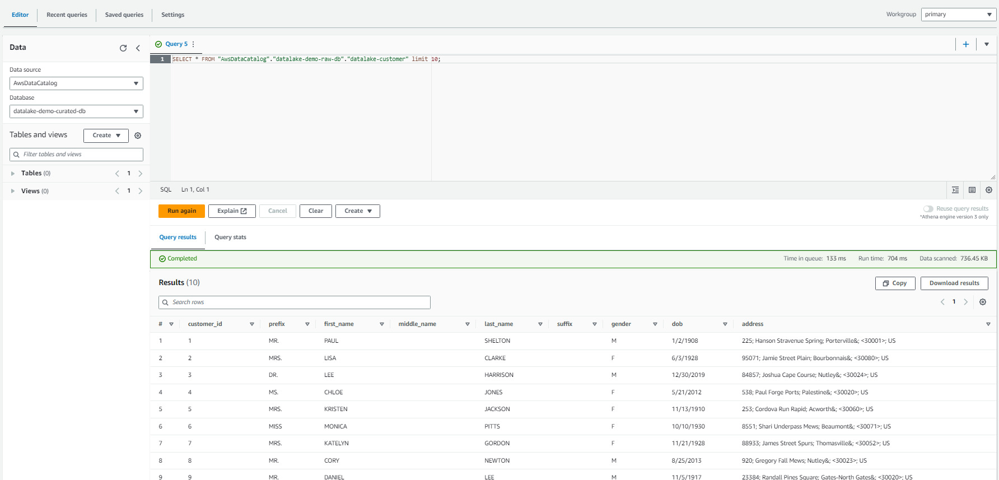 Editor Recent queries Saved queries Settings Workgroup primary
Data
Data source
AwsDataCatalog
Database
datalake-demo-curated-db
Tables and views Create
Filter tables and views
Tables (0) 1
Views (0) 1
Query 5
1 SELECT * FROM "AwsDataCatalog"."datalake-demo-raw-db"."datalake-customer" limit 10;
SQL Ln 1, Col 1
Run again Explain Cancel Clear Create Reuse query results
*Athena engine version 3 only
Query results Query stats
Completed Time in queue: 133 ms Run time: 704 ms Data scanned: 736.45 KB
Results (10) Copy Download results
Search rows 1
# customer_id prefix first_name middle_name last_name suffix gender dob address
1 1 MR. PAUL SHELTON M 1/2/1908 225; Hanson Stravenue Spring; Porterville&; <30001>; US
2 2 MRS. LISA CLARKE F 6/3/1928 95071; Jamie Street Plain; Bourbonnais&; <30080>; US
3 3 DR. LEE HARRISON M 12/30/2019 84857; Joshua Cape Course; Nutley&; <30024>; US
4 4 MS. CHLOE JONES F 5/21/2012 538; Paul Forge Ports; Palestine&; <30020>; US
5 5 MRS. KRISTEN JACKSON F 11/13/1910 253; Cordova Run Rapid; Acworth&; <30060>; US
6 6 MISS MONICA PITTS F 10/10/1930 8551; Shari Underpass Mews; Beaumont&; <30071>; US
7 7 MRS. KATELYN GORDON F 11/21/1928 88933; James Street Spurs; Thomasville&; <30052>; US
8 8 MR. CORY NEWTON M 8/25/2013 920; Gregory Fall Mews; Nutley&; <30023>; US
9 9 MR. DANIEL LEE M 11/5/1917 23384; Randall Pines Square; Gates-North Gates&; <30020>; US